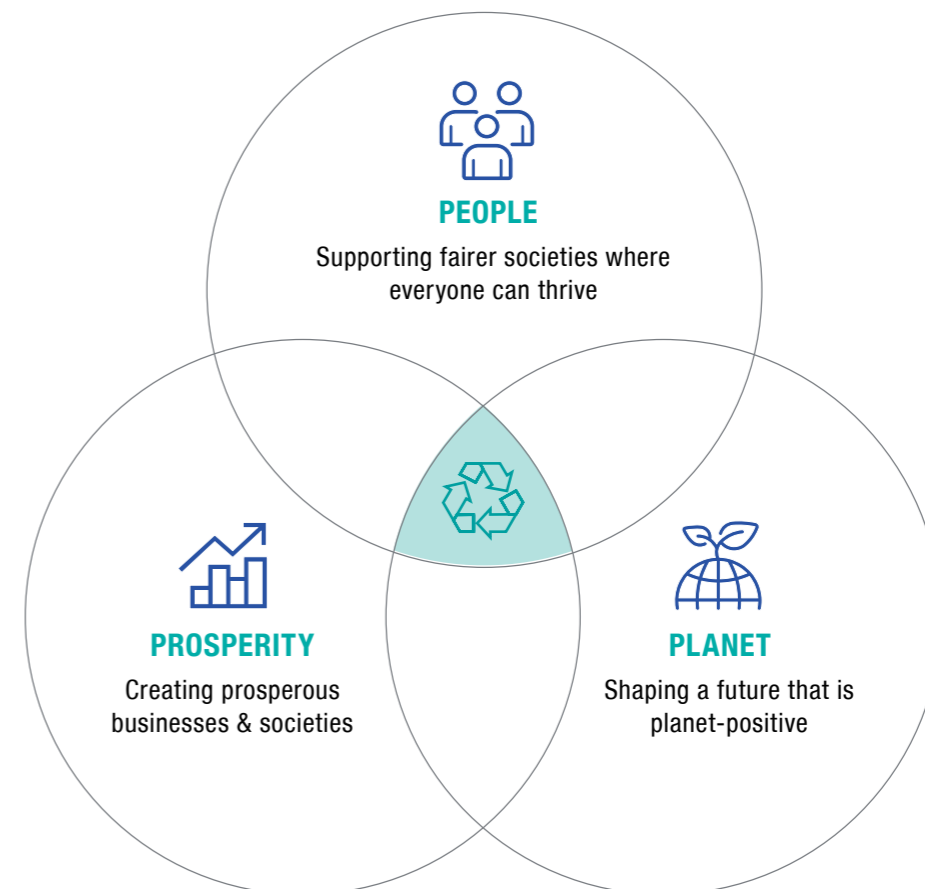 PEOPLE
Supporting fairer societies where
everyone can thrive
PROSPERITY
Creating prosperous
businesses & societies
PLANET
Shaping a future that is
planet-positive